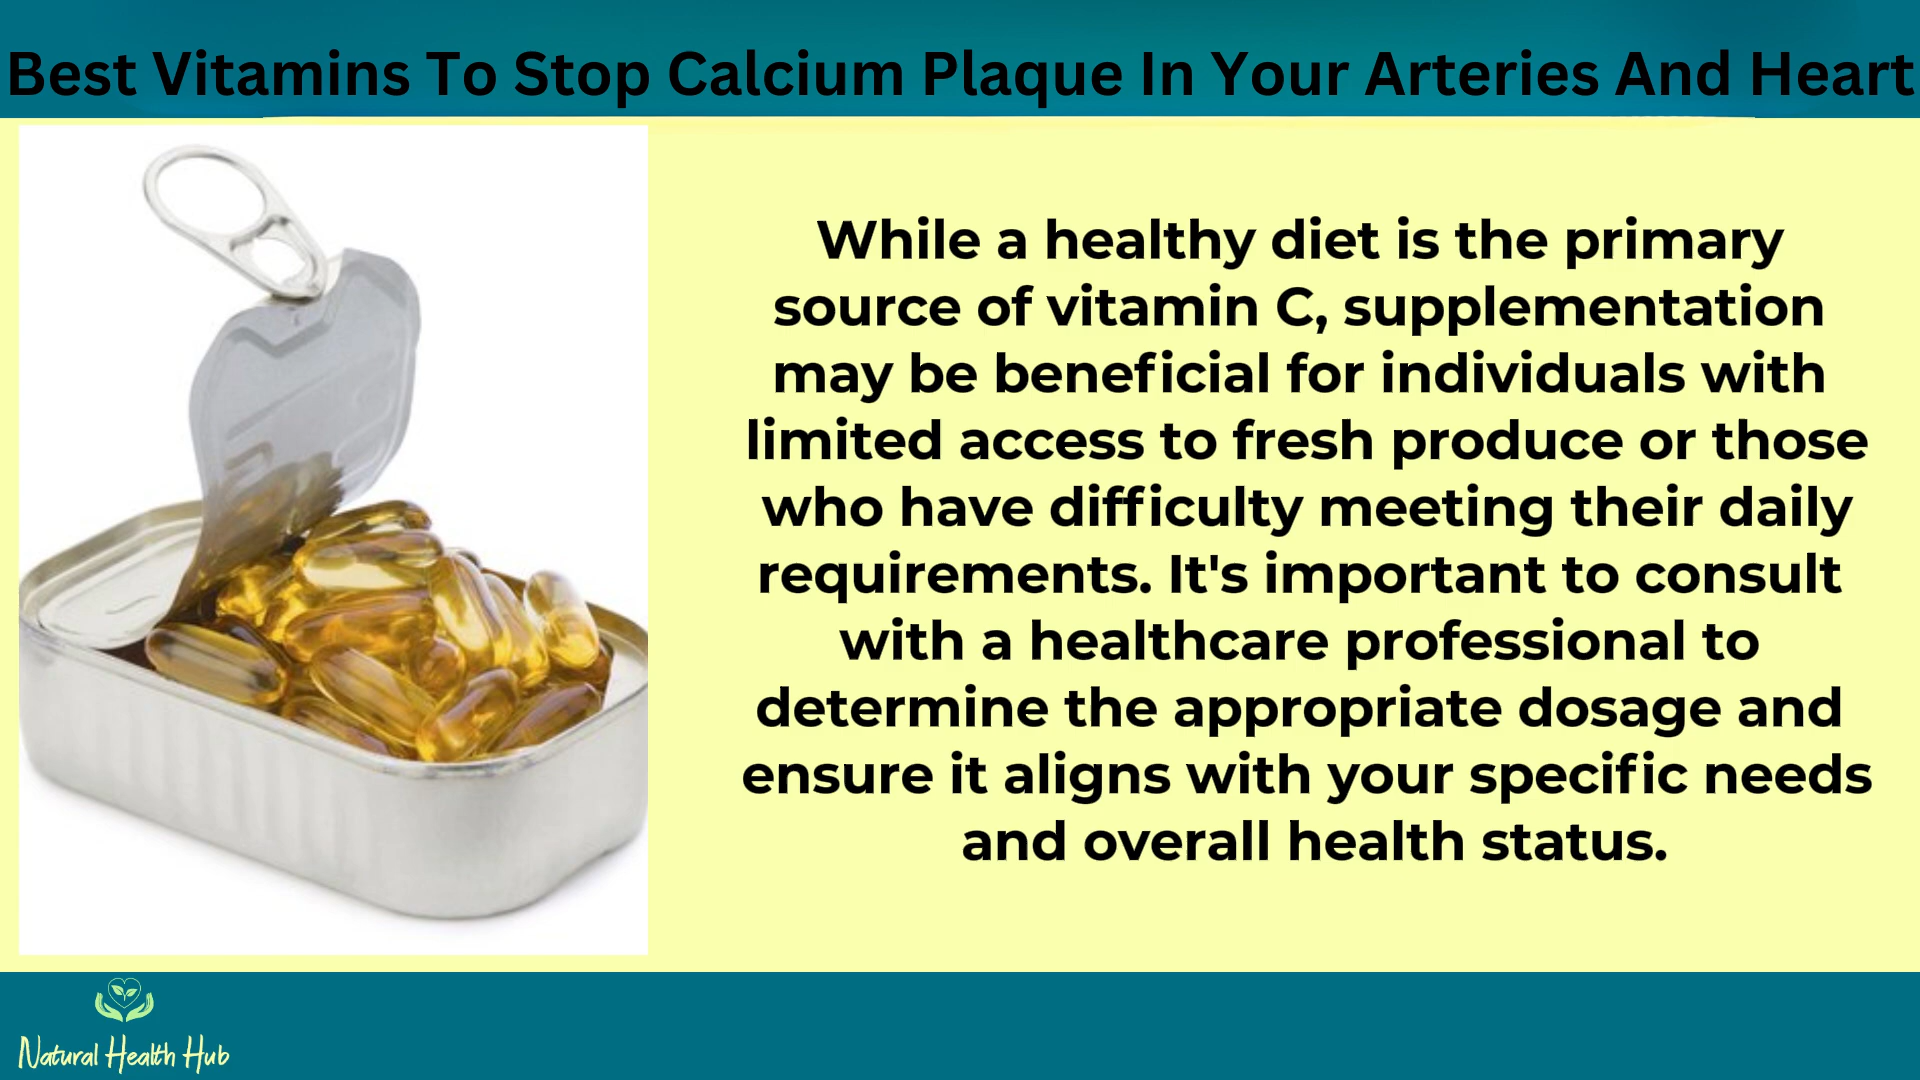 Best Vitamins To Stop Calcium Plaque In Your Arteries And Heart
While a healthy diet is the primary
source of vitamin C, supplementation
may be beneficial for individuals with
limited access to fresh produce or those
who have difficulty meeting their daily
requirements. It's important to consult
with a healthcare professional to
determine the appropriate dosage and
ensure it aligns with your specific needs
and overall health status.
Natural Health Hub